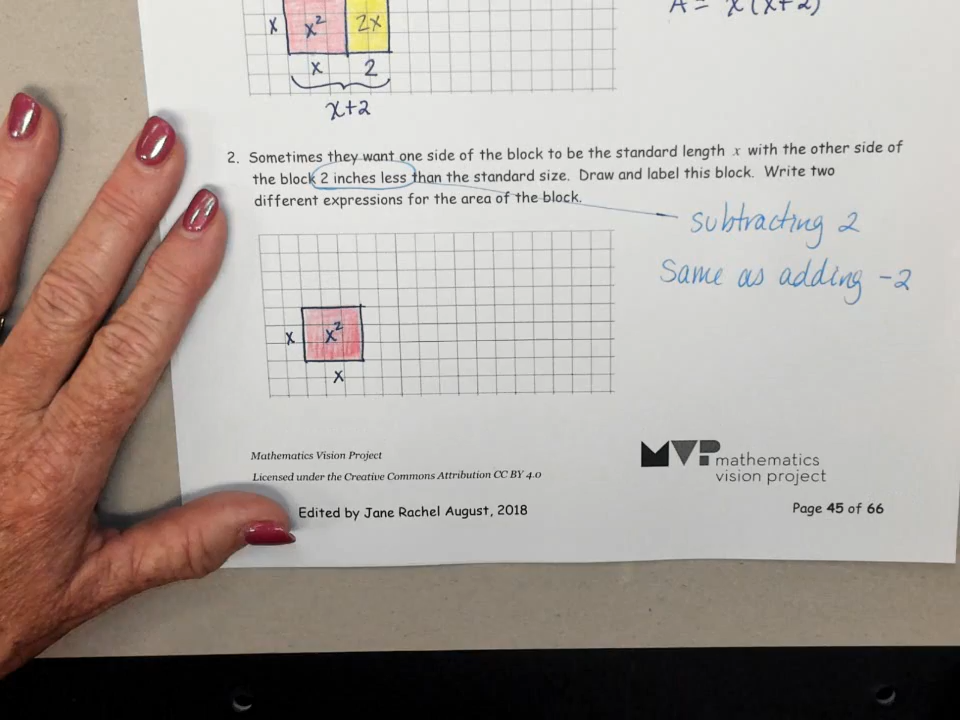 A = x(x+2)
x x² 2x
x 2
x+2
2. Sometimes they want one side of the block to be the standard length x with the other side of
the block 2 inches less than the standard size. Draw and label this block. Write two
different expressions for the area of the block.
subtracting 2
Same as adding -2
x x²
x
Mathematics Vision Project
Licensed under the Creative Commons Attribution CC BY 4.0
MVP mathematics
vision project
Edited by Jane Rachel August, 2018
Page 45 of 66